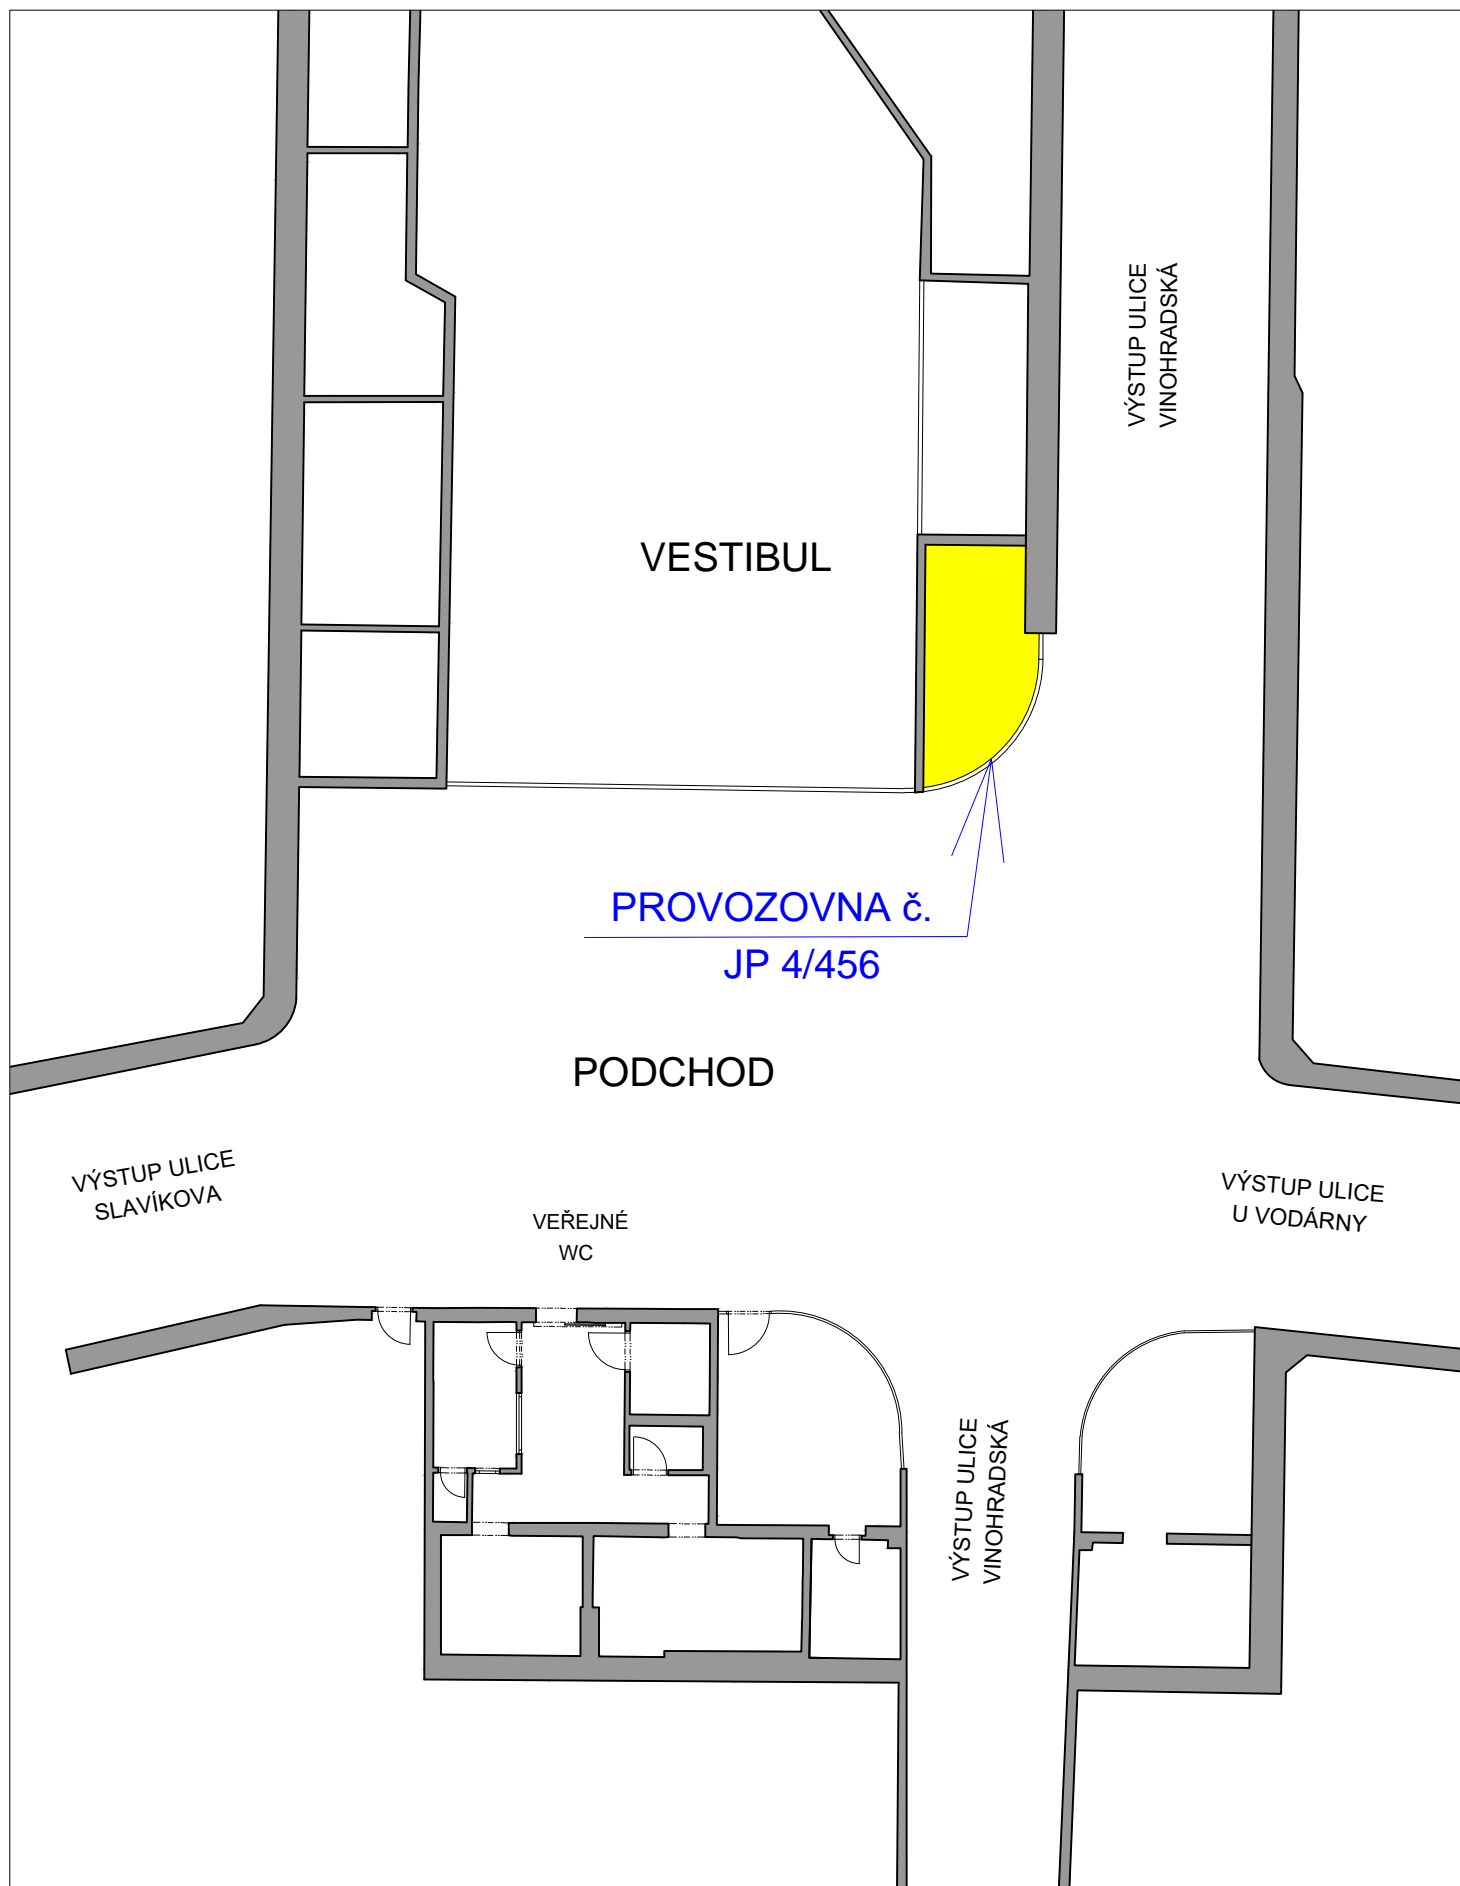 VÝSTUP ULICE
VINOHRADSKÁ
VESTIBUL
PROVOZOVNA č.
JP 4/456
PODCHOD
VÝSTUP ULICE
SLAVÍKOVA
VÝSTUP ULICE
U VODÁRNY
VEŘEJNÉ
WC
VÝSTUP ULICE
VINOHRADSKÁ